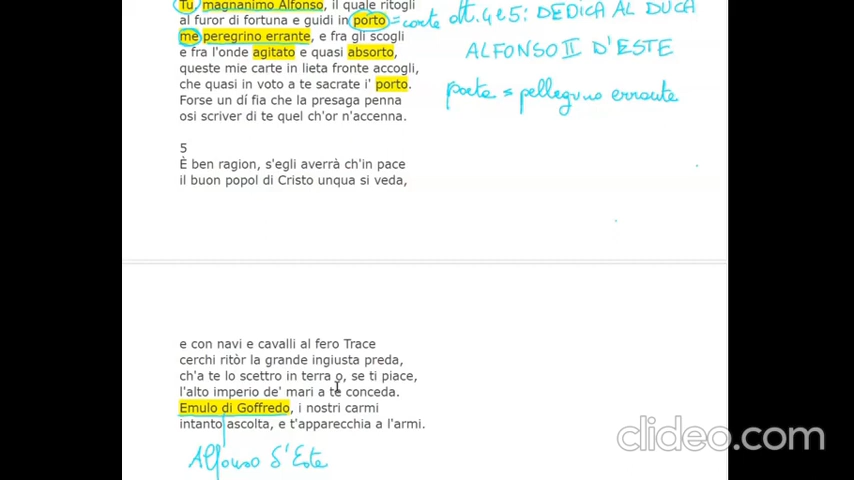 Tu magnanimo Alfonso, il quale ritogli
al furor di fortuna e guidi in porto = corte ott. 4 e 5: DEDICA AL DUCA
me peregrino errante, e fra gli scogli
ALFONSO II D'ESTE
e fra l'onde agitato e quasi absorto,
queste mie carte in lieta fronte accogli,
che quasi in voto a te sacrate i' porto.
poeta = pellegrino errante
Forse un dí fia che la presaga penna
osi scriver di te quel ch'or n'accenna.
5
È ben ragion, s'egli averrà ch'in pace
il buon popol di Cristo unqua si veda,
e con navi e cavalli al fero Trace
cerchi ritòr la grande ingiusta preda,
ch'a te lo scettro in terra o, se ti piace,
l'alto imperio de' mari a te conceda.
Emulo di Goffredo, i nostri carmi
intanto ascolta, e t'apparecchia a l'armi.
Alfonso d'Este
clideo.com